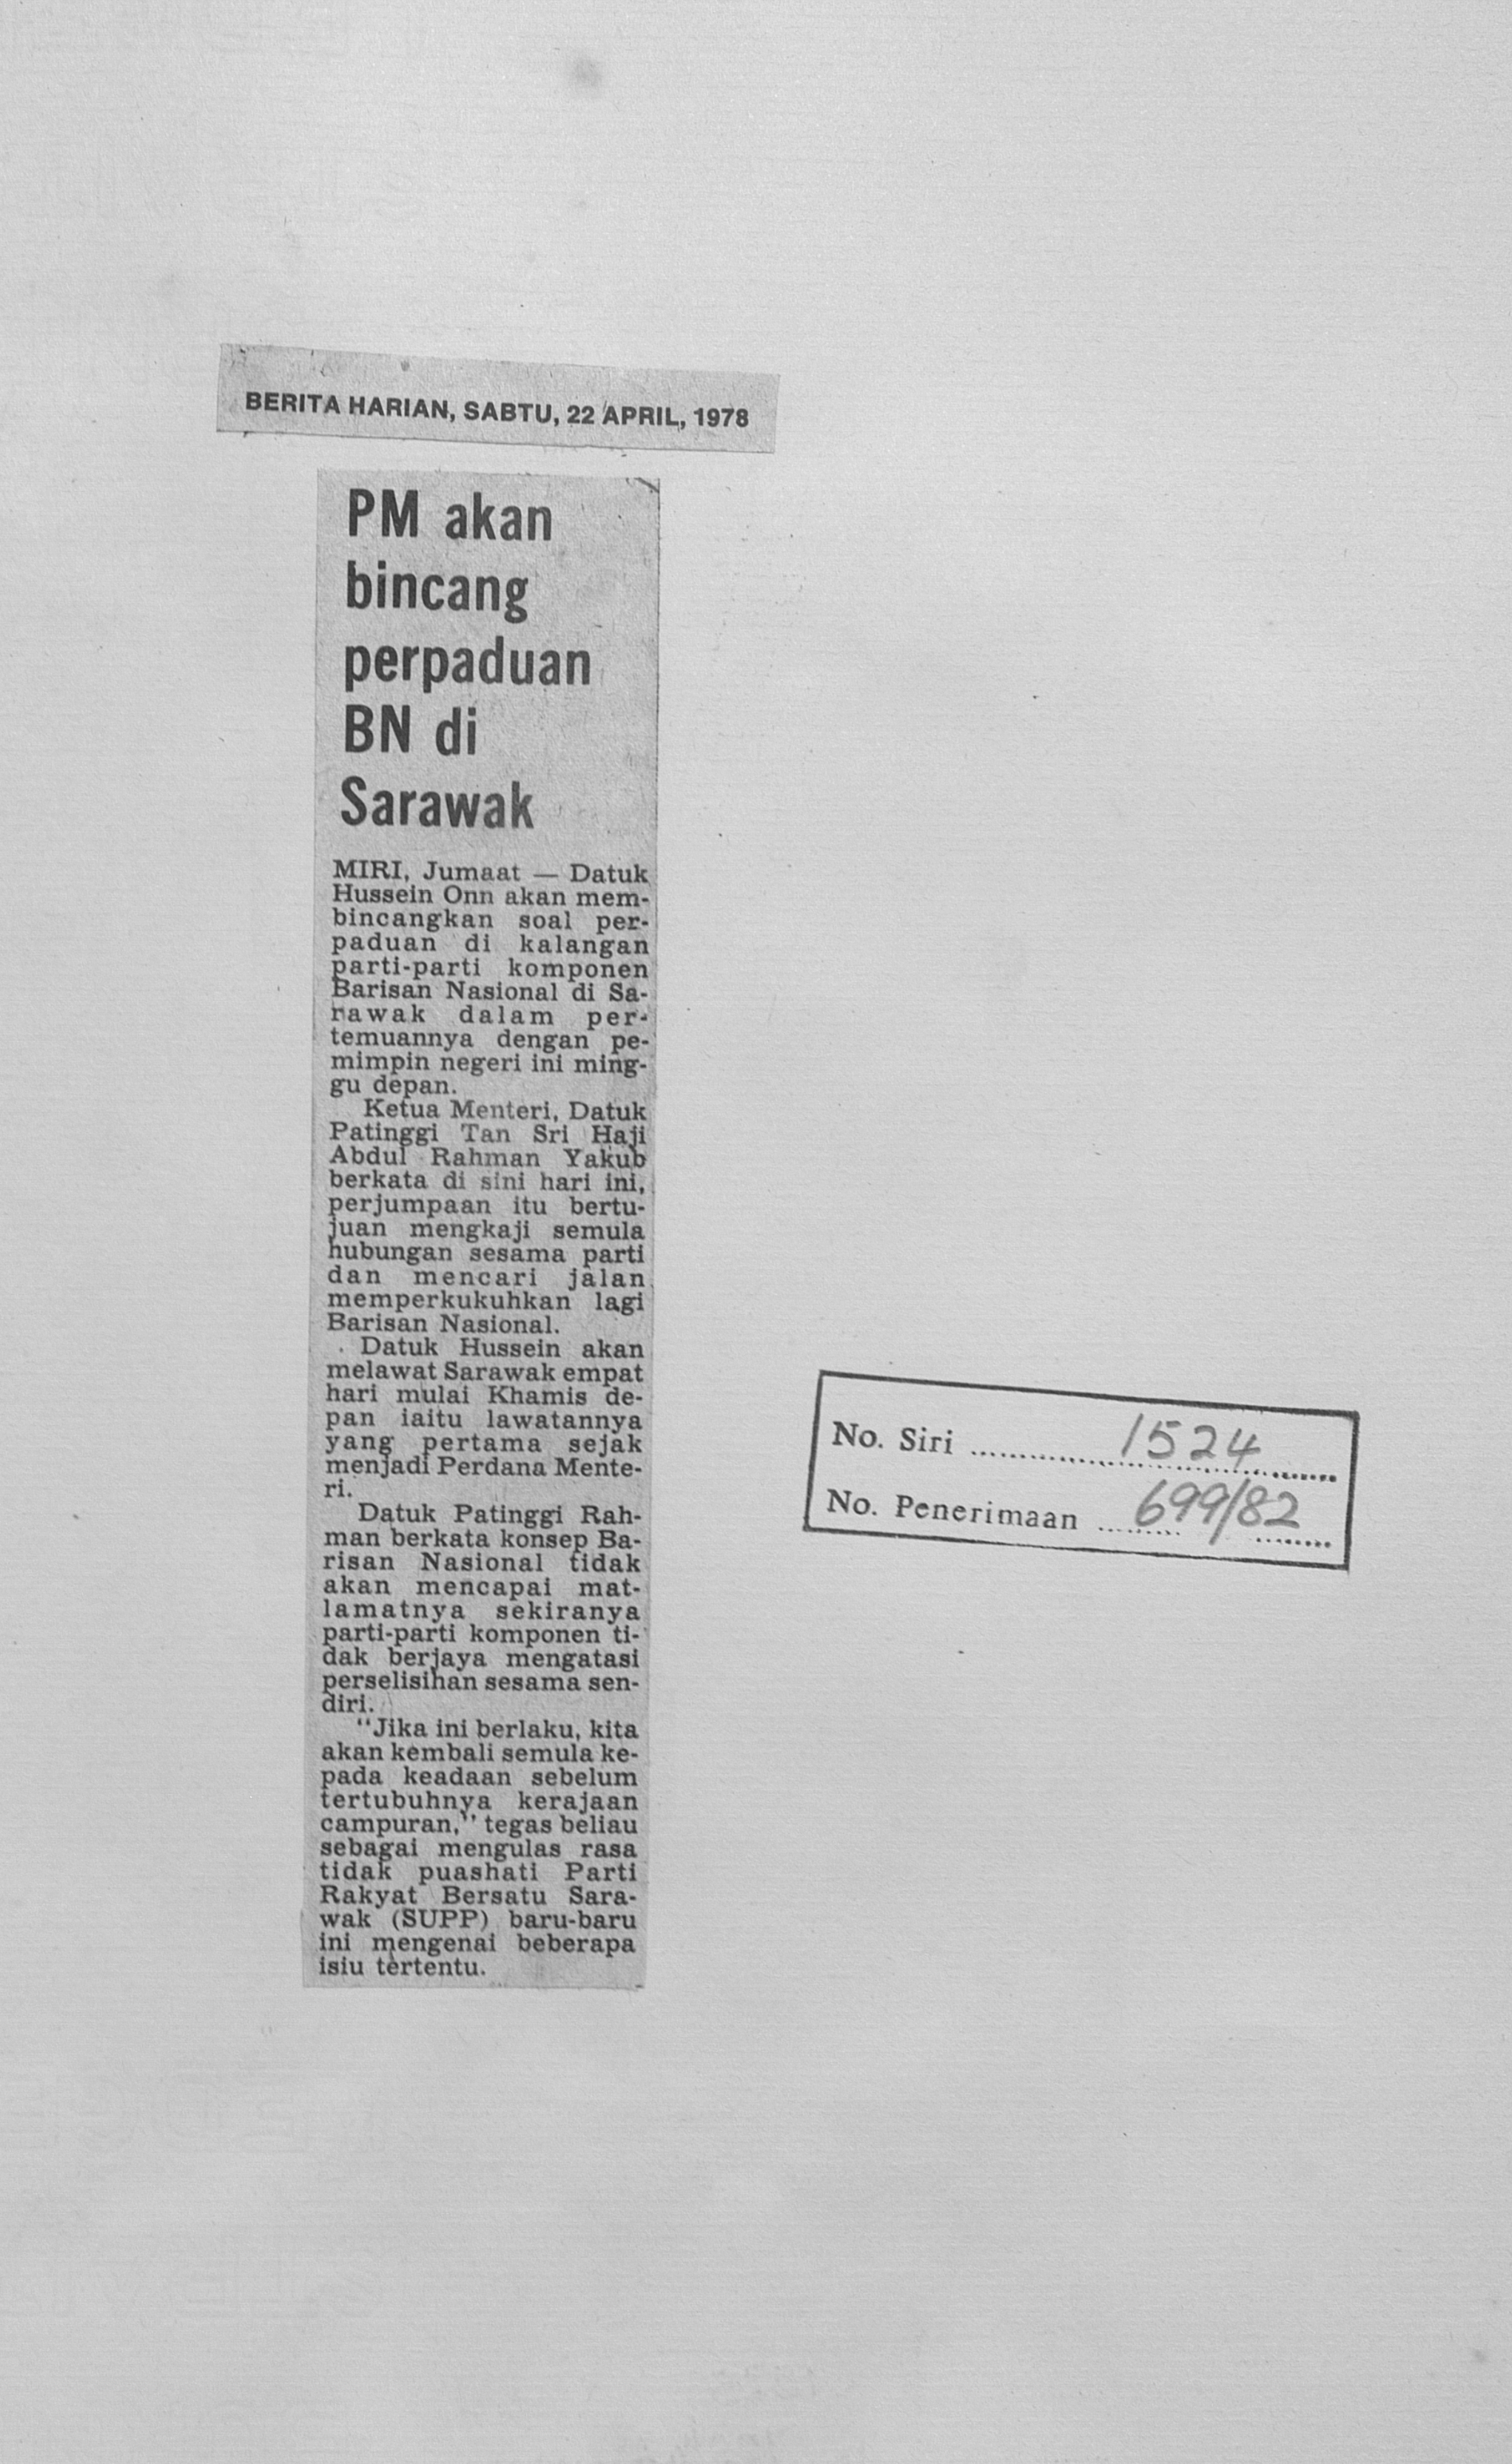 BERITA HARIAN, SABTU, 22 APRIL, 1978
PM akan
bincang
perpaduan
BN di
Sarawak
MIRI, Jumaat — Datuk
Hussein Onn akan mem-
bincangkan soal per-
paduan di kalangan
parti-parti komponen
Barisan Nasional di Sa-
rawak dalam per-
temuannya dengan pe-
mimpin negeri ini ming-
gu depan.
Ketua Menteri, Datuk
Patinggi Tan Sri Haji
Abdul Rahman Yakub
berkata di sini hari ini,
perjumpaan itu bertu-
juan mengkaji semula
hubungan sesama parti
dan mencari jalan
memperkukuhkan lagi
Barisan Nasional.
Datuk Hussein akan
melawat Sarawak empat
hari mulai Khamis de-
pan iaitu lawatannya
yang pertama sejak
menjadi Perdana Mente-
ri.
Datuk Patinggi Rah-
man berkata konsep Ba-
risan Nasional tidak
akan mencapai mat-
lamatnya sekiranya
parti-parti komponen ti-
dak berjaya mengatasi
perselisihan sesama sen-
diri.
"Jika ini berlaku, kita
akan kembali semula ke-
pada keadaan sebelum
tertubuhnya kerajaan
campuran," tegas beliau
sebagai mengulas rasa
tidak puashati Parti
Rakyat Bersatu Sara-
wak (SUPP) baru-baru
ini mengenai beberapa
isiu tertentu.
No. Siri 1524
No. Penerimaan 699/82